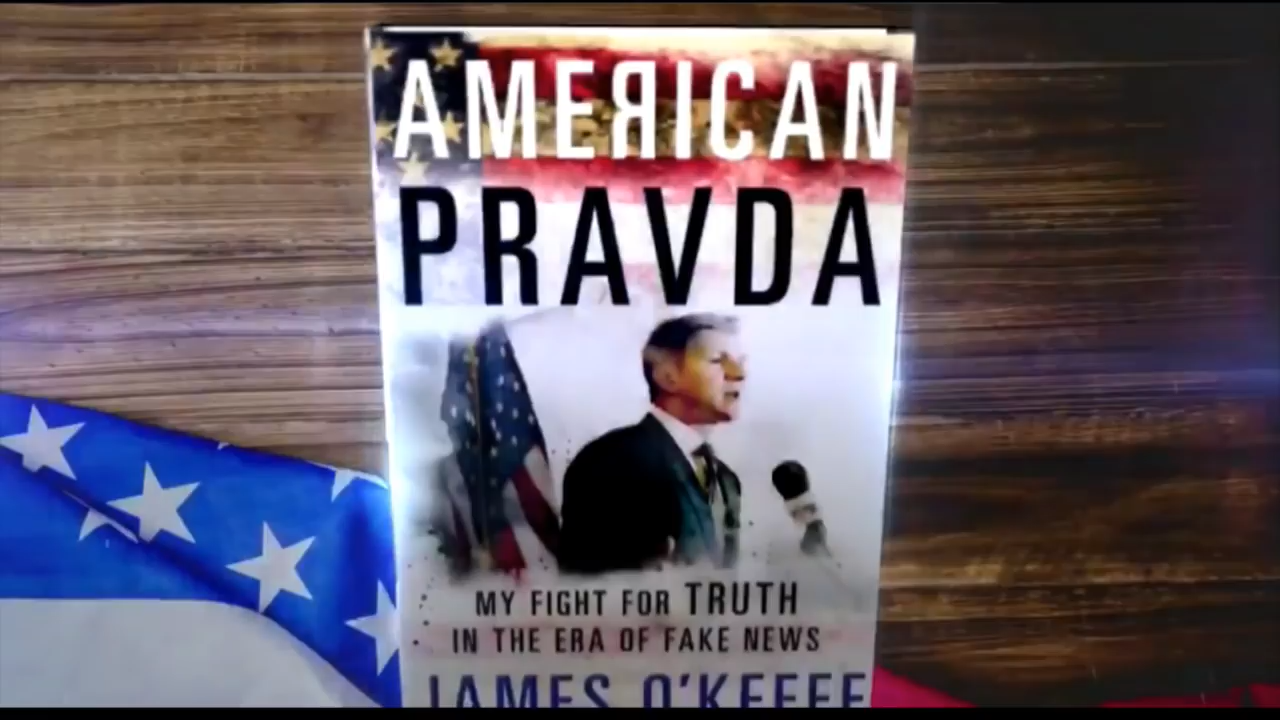 AMEЯICAN
PRAVDA
MY FIGHT FOR TRUTH
IN THE ERA OF FAKE NEWS
JAMES O'KEEFE